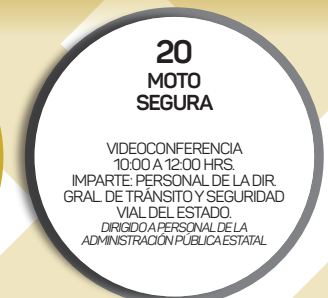 20
MOTO
SEGURA
VIDEOCONFERENCIA
10:00 A 12:00 HRS.
IMPARTE: PERSONAL DE LA DIR.
GRAL. DE TRÁNSITO Y SEGURIDAD
VIAL DEL ESTADO.
DIRIGIDO A PERSONAL DE LA
ADMINISTRACIÓN PÚBLICA ESTATAL